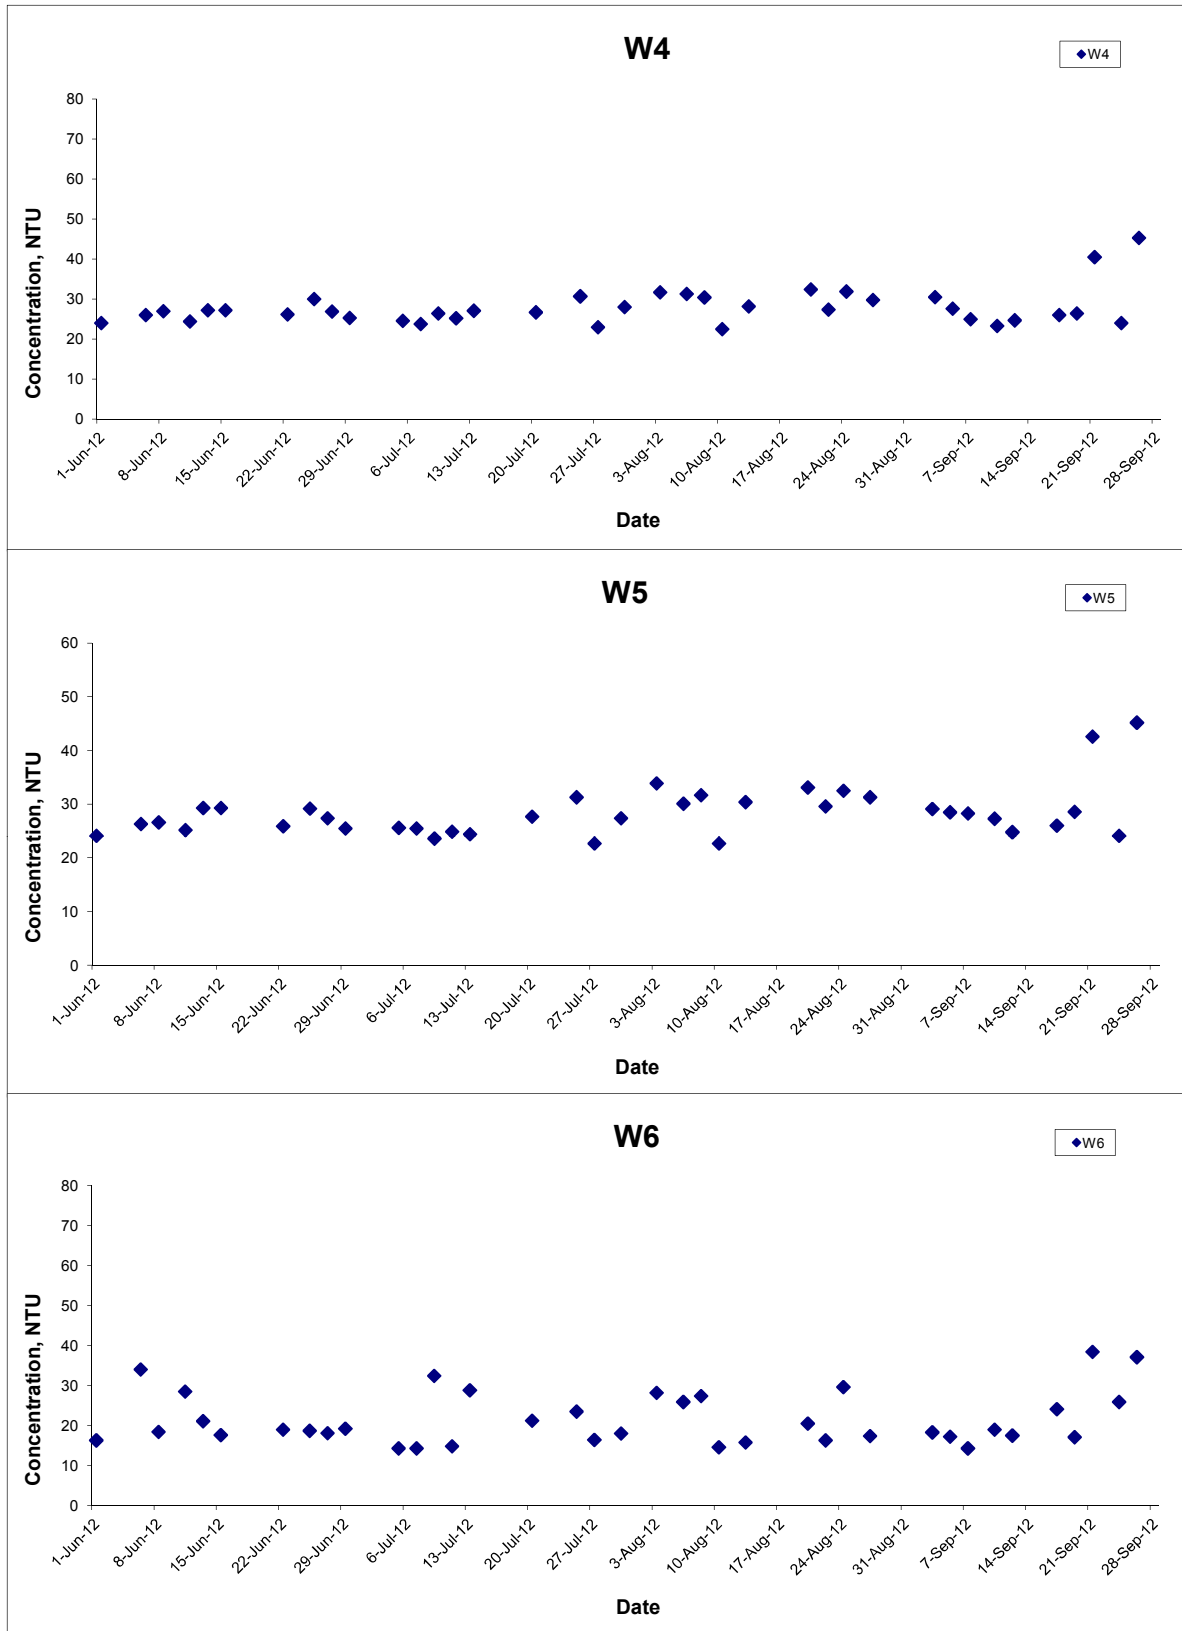 W4
W4
80
70
60
50
40
30
20
10
0
Concentration, NTU
1-Jun-12
8-Jun-12
15-Jun-12
22-Jun-12
29-Jun-12
6-Jul-12
13-Jul-12
20-Jul-12
27-Jul-12
3-Aug-12
10-Aug-12
17-Aug-12
24-Aug-12
31-Aug-12
7-Sep-12
14-Sep-12
21-Sep-12
28-Sep-12
Date
W5
W5
60
50
40
30
20
10
0
Concentration, NTU
1-Jun-12
8-Jun-12
15-Jun-12
22-Jun-12
29-Jun-12
6-Jul-12
13-Jul-12
20-Jul-12
27-Jul-12
3-Aug-12
10-Aug-12
17-Aug-12
24-Aug-12
31-Aug-12
7-Sep-12
14-Sep-12
21-Sep-12
28-Sep-12
Date
W6
W6
80
70
60
50
40
30
20
10
0
Concentration, NTU
1-Jun-12
8-Jun-12
15-Jun-12
22-Jun-12
29-Jun-12
6-Jul-12
13-Jul-12
20-Jul-12
27-Jul-12
3-Aug-12
10-Aug-12
17-Aug-12
24-Aug-12
31-Aug-12
7-Sep-12
14-Sep-12
21-Sep-12
28-Sep-12
Date